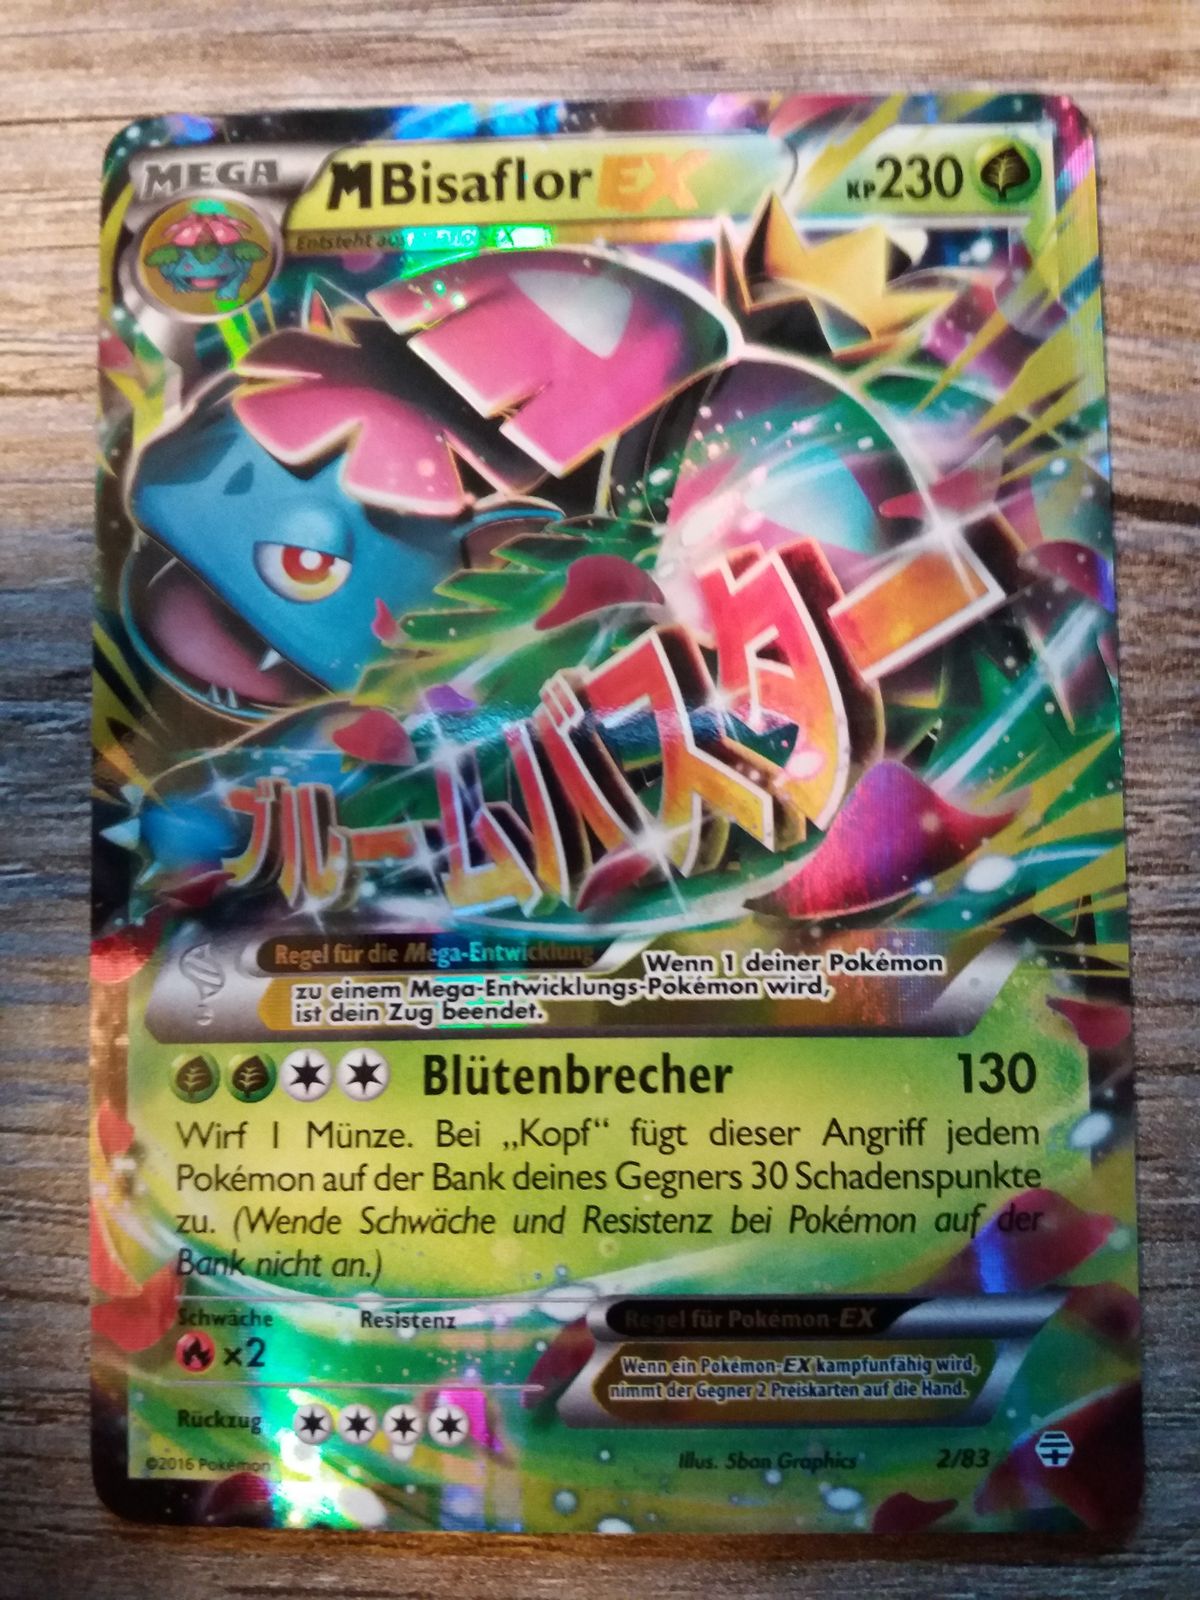 MEGA
MBisaflor EX
KP230
Entsteht aus
ブルームバスター
Regel für die Mega-Entwicklung
Wenn 1 deiner Pokémon
zu einem Mega-Entwicklungs-Pokémon wird,
ist dein Zug beendet.
Blütenbrecher 130
Wirf 1 Münze. Bei „Kopf“ fügt dieser Angriff jedem
Pokémon auf der Bank deines Gegners 30 Schadenspunkte
zu. (Wende Schwäche und Resistenz bei Pokémon auf der
Bank nicht an.)
Schwäche Resistenz
×2
Regel für Pokémon-EX
Wenn ein Pokémon-EX kampfunfähig wird,
nimmt der Gegner 2 Preiskarten auf die Hand.
Rückzug
©2016 Pokémon
Illus. 5ban Graphics
2/83